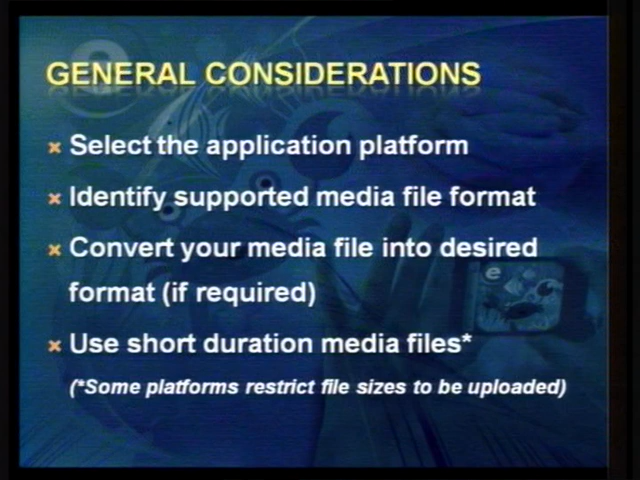 GENERAL CONSIDERATIONS
Select the application platform
Identify supported media file format
Convert your media file into desired
format (if required)
Use short duration media files*
(*Some platforms restrict file sizes to be uploaded)
e